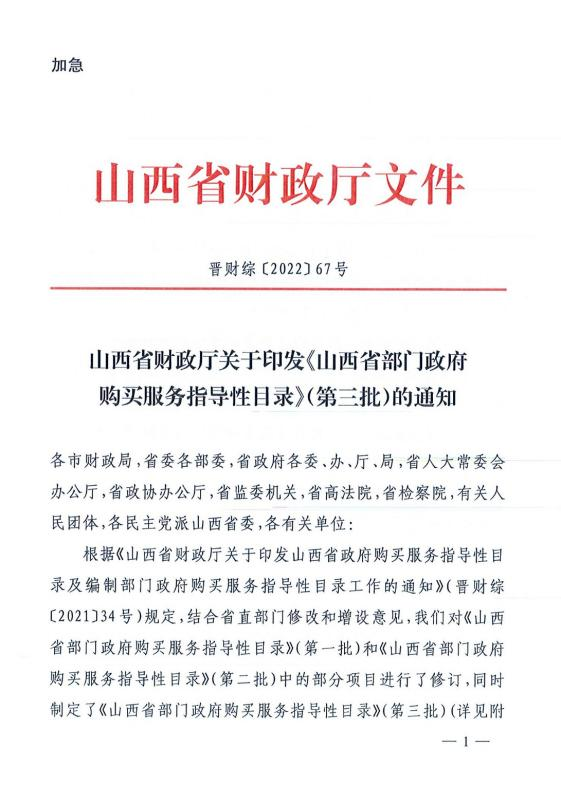 加急
山西省财政厅文件
晋财综〔2022〕67号
山西省财政厅关于印发《山西省部门政府
购买服务指导性目录》(第三批)的通知
各市财政局,省委各部委,省政府各委、办、厅、局,省人大常委会
办公厅,省政协办公厅,省监委机关,省高法院,省检察院,有关人
民团体,各民主党派山西省委,各有关单位:
根据《山西省财政厅关于印发山西省政府购买服务指导性目
录及编制部门政府购买服务指导性目录工作的通知》(晋财综
〔2021〕34号)规定,结合省直部门修改和增设意见,我们对《山西
省部门政府购买服务指导性目录》(第一批)和《山西省部门政府
购买服务指导性目录》(第二批)中的部分项目进行了修订,同时
制定了《山西省部门政府购买服务指导性目录》(第三批)(详见附
— 1 —